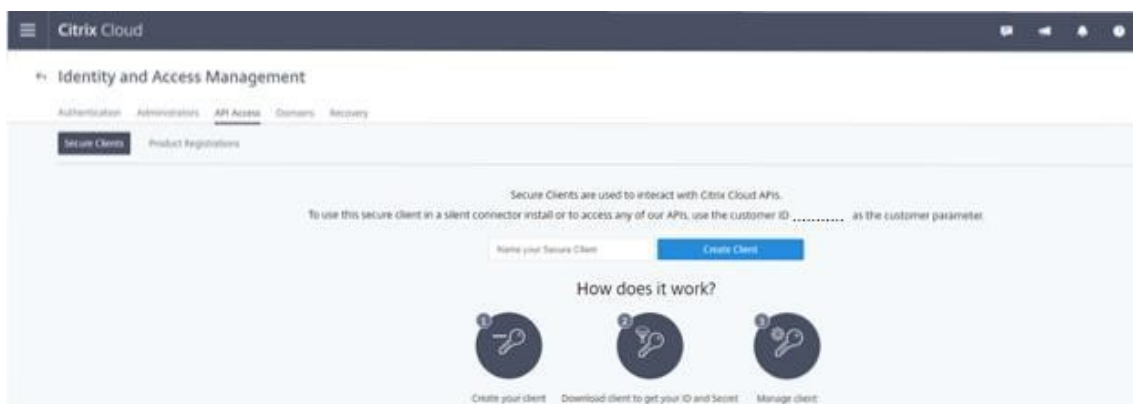 Citrix Cloud
Identity and Access Management
Authentication Administrators API Access Domains Recovery
Secure Clients Product Registrations
Secure Clients are used to interact with Citrix Cloud APIs.
To use this secure client in a silent connector install or to access any of our APIs, use the customer ID ........... as the customer parameter.
Name your Secure Client Create Client
How does it work?
1 2 3
Create your client Download client to get your ID and Secret Manage client